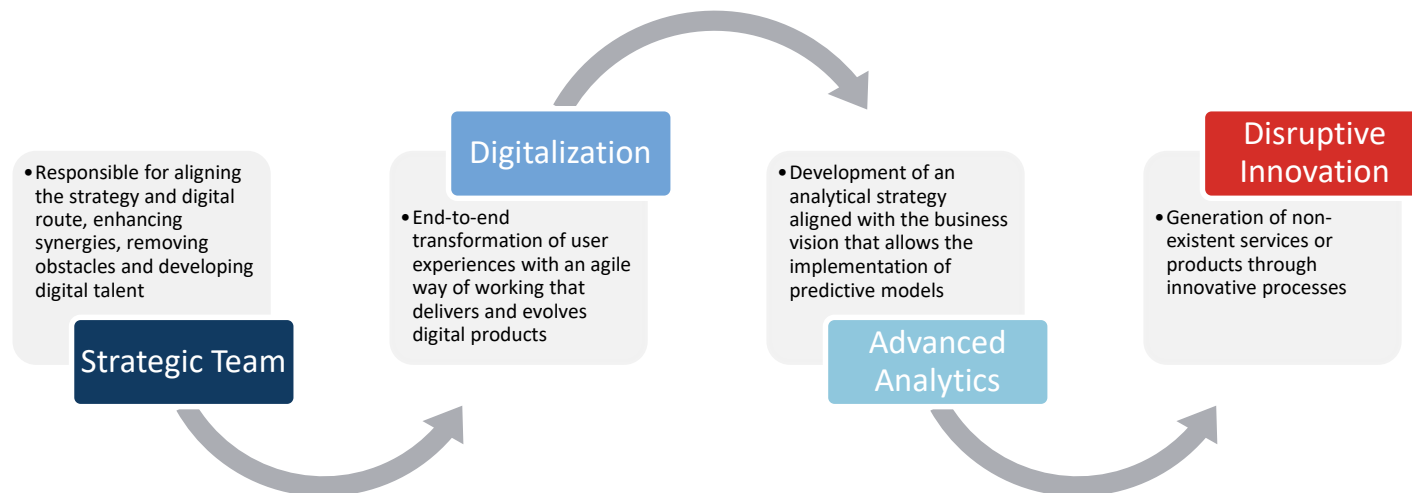 •Responsible for aligning
the strategy and digital
route, enhancing
synergies, removing
obstacles and developing
digital talent
Strategic Team
Digitalization
•End-to-end
transformation of user
experiences with an agile
way of working that
delivers and evolves
digital products
•Development of an
analytical strategy
aligned with the business
vision that allows the
implementation of
predictive models
Advanced
Analytics
Disruptive
Innovation
•Generation of non-
existent services or
products through
innovative processes